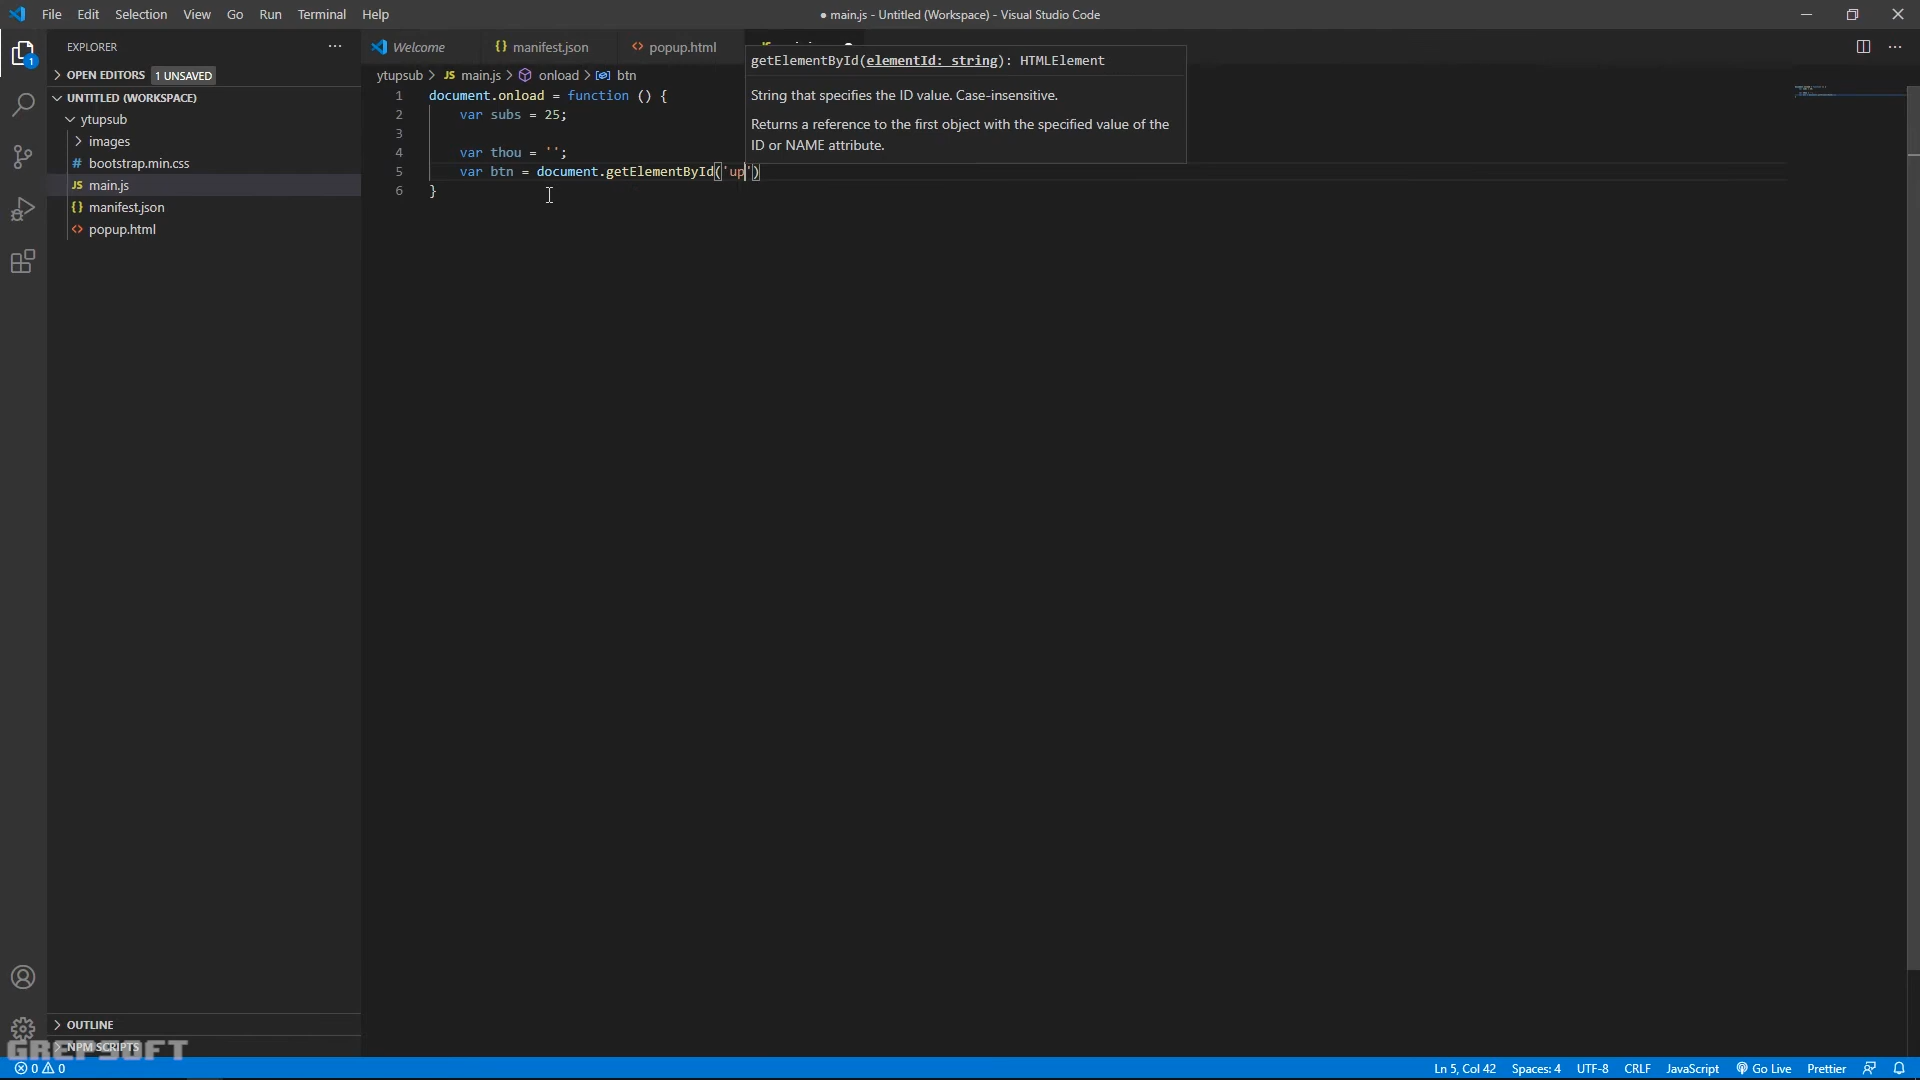 File Edit Selection View Go Run Terminal Help
● main.js - Untitled (Workspace) - Visual Studio Code
1
EXPLORER
OPEN EDITORS 1 UNSAVED
UNTITLED (WORKSPACE)
ytupsub
images
# bootstrap.min.css
JS main.js
{} manifest.json
<> popup.html
Welcome
{} manifest.json
<> popup.html
ytupsub > JS main.js > onload > btn
getElementById(elementId: string): HTMLElement
String that specifies the ID value. Case-insensitive.
Returns a reference to the first object with the specified value of the
ID or NAME attribute.
1 document.onload = function () {
2 var subs = 25;
3
4 var thou = '';
5 var btn = document.getElementById('up')
6 }
OUTLINE
NPM SCRIPTS
GREPSOFT
0 0
Ln 5, Col 42 Spaces: 4 UTF-8 CRLF JavaScript Go Live Prettier